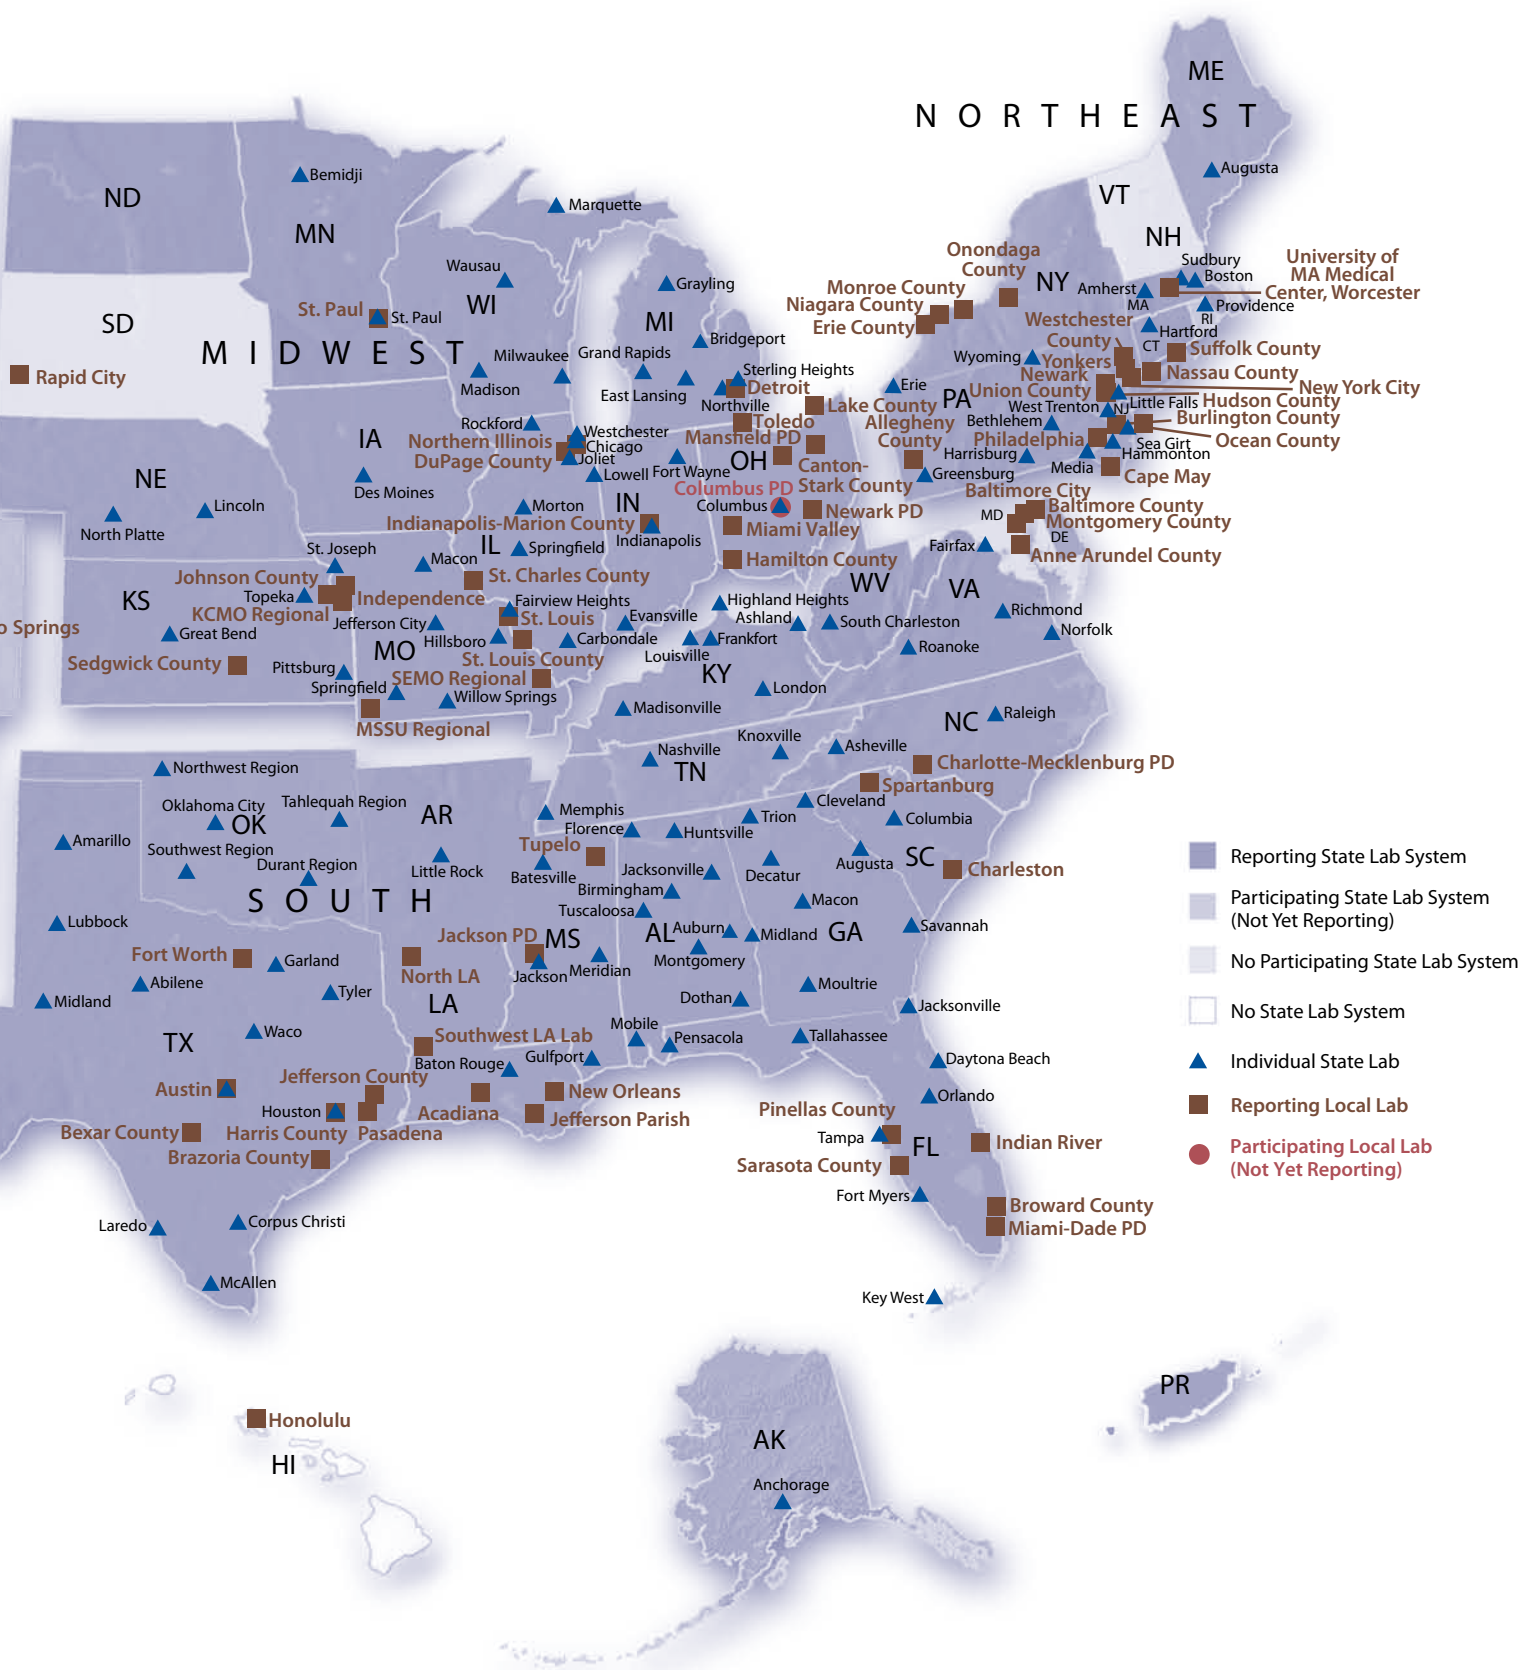 ME
NORTHEAST
Augusta
VT
NH
ND
Bemidji
MN
Marquette
Wausau
WI
St. Paul
St. Paul
SD
MIDWEST
Rapid City
Grayling
MI
Bridgeport
Milwaukee
Grand Rapids
Madison
Sterling Heights
East Lansing
Detroit
Northville
Onondaga
County
NY
Monroe County
Niagara County
Erie County
Sudbury
Boston
Amherst
MA
University of
MA Medical
Center, Worcester
Providence
RI
Hartford
CT
Westchester
County
Suffolk County
Wyoming
Yonkers
Newark
Nassau County
Union County
New York City
Erie
PA
Little Falls
Hudson County
West Trenton
NJ
Burlington County
Bethlehem
Ocean County
Philadelphia
Sea Girt
Harrisburg
Hammonton
Media
Cape May
Allegheny
County
Greensburg
Lake County
Toledo
Mansfield PD
OH
Canton-
Stark County
Columbus PD
Columbus
Newark PD
Miami Valley
Hamilton County
Rockford
Westchester
Northern Illinois
Chicago
DuPage County
Joliet
Lowell
Fort Wayne
IA
Des Moines
NE
Lincoln
North Platte
Morton
IN
Indianapolis-Marion County
Indianapolis
IL
Springfield
Baltimore City
Baltimore County
MD
Montgomery County
DE
Fairfax
Anne Arundel County
St. Joseph
Macon
Johnson County
St. Charles County
KS
Topeka
Independence
KCMO Regional
Fairview Heights
Jefferson City
St. Louis
Evansville
o Springs
Great Bend
Hillsboro
Carbondale
MO
St. Louis County
Sedgwick County
Pittsburg
SEMO Regional
Springfield
Willow Springs
MSSU Regional
WV
VA
Highland Heights
Ashland
South Charleston
Richmond
Norfolk
Frankfort
Louisville
Roanoke
KY
London
Madisonville
NC
Raleigh
Knoxville
Nashville
Asheville
TN
Charlotte-Mecklenburg PD
Spartanburg
Northwest Region
Oklahoma City
Tahlequah Region
OK
AR
Memphis
Cleveland
Amarillo
Florence
Huntsville
Trion
Columbia
Southwest Region
Tupelo
Durant Region
Little Rock
Batesville
Jacksonville
Decatur
Augusta
SC
Charleston
SOUTH
Birmingham
Macon
Tuscaloosa
Lubbock
Jackson PD
MS
AL
Auburn
Midland
GA
Savannah
Fort Worth
Garland
North LA
Jackson
Meridian
Montgomery
Abilene
Moultrie
Midland
Tyler
LA
Dothan
Jacksonville
TX
Waco
Southwest LA Lab
Mobile
Pensacola
Tallahassee
Baton Rouge
Gulfport
Daytona Beach
Austin
Jefferson County
New Orleans
Orlando
Houston
Acadiana
Jefferson Parish
Pinellas County
Bexar County
Harris County
Pasadena
Tampa
FL
Indian River
Brazoria County
Sarasota County
Fort Myers
Broward County
Miami-Dade PD
Laredo
Corpus Christi
McAllen
Key West
Reporting State Lab System
Participating State Lab System
(Not Yet Reporting)
No Participating State Lab System
No State Lab System
Individual State Lab
Reporting Local Lab
Participating Local Lab
(Not Yet Reporting)
Honolulu
HI
AK
Anchorage
PR